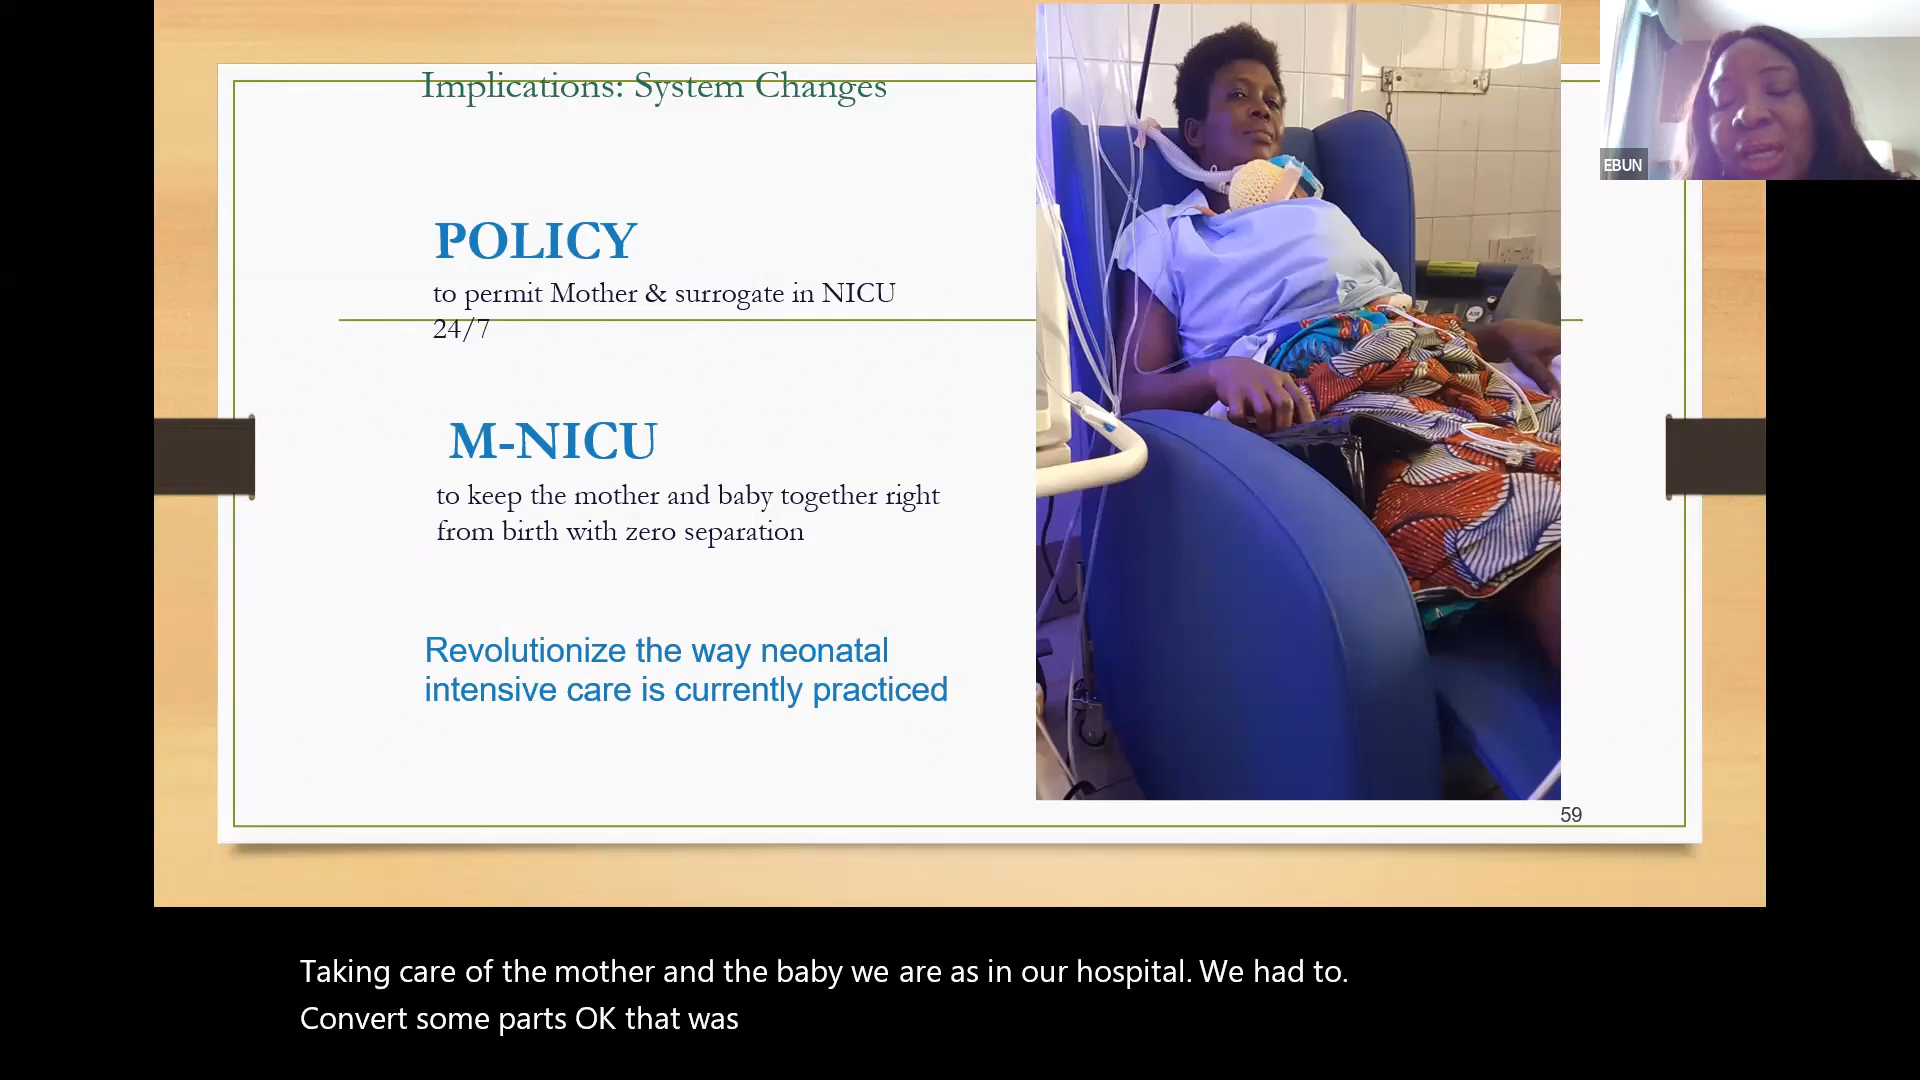 Implications: System Changes
POLICY
to permit Mother & surrogate in NICU
24/7
M-NICU
to keep the mother and baby together right
from birth with zero separation
Revolutionize the way neonatal
intensive care is currently practiced
59
EBUN
AIR
Taking care of the mother and the baby we are as in our hospital. We had to.
Convert some parts OK that was